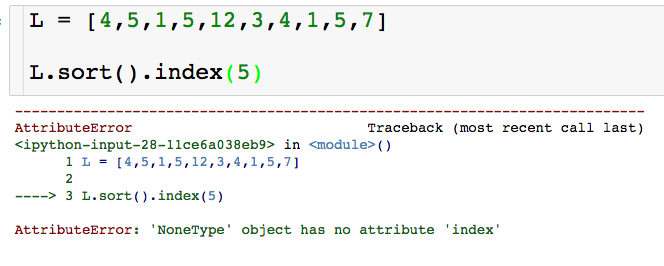 L = [4,5,1,5,12,3,4,1,5,7]
L.sort().index(5)
---------------------------------------------------------------------------
AttributeError                            Traceback (most recent call last)
<ipython-input-28-11ce6a038eb9> in <module>()
      1 L = [4,5,1,5,12,3,4,1,5,7]
      2
----> 3 L.sort().index(5)
AttributeError: 'NoneType' object has no attribute 'index'